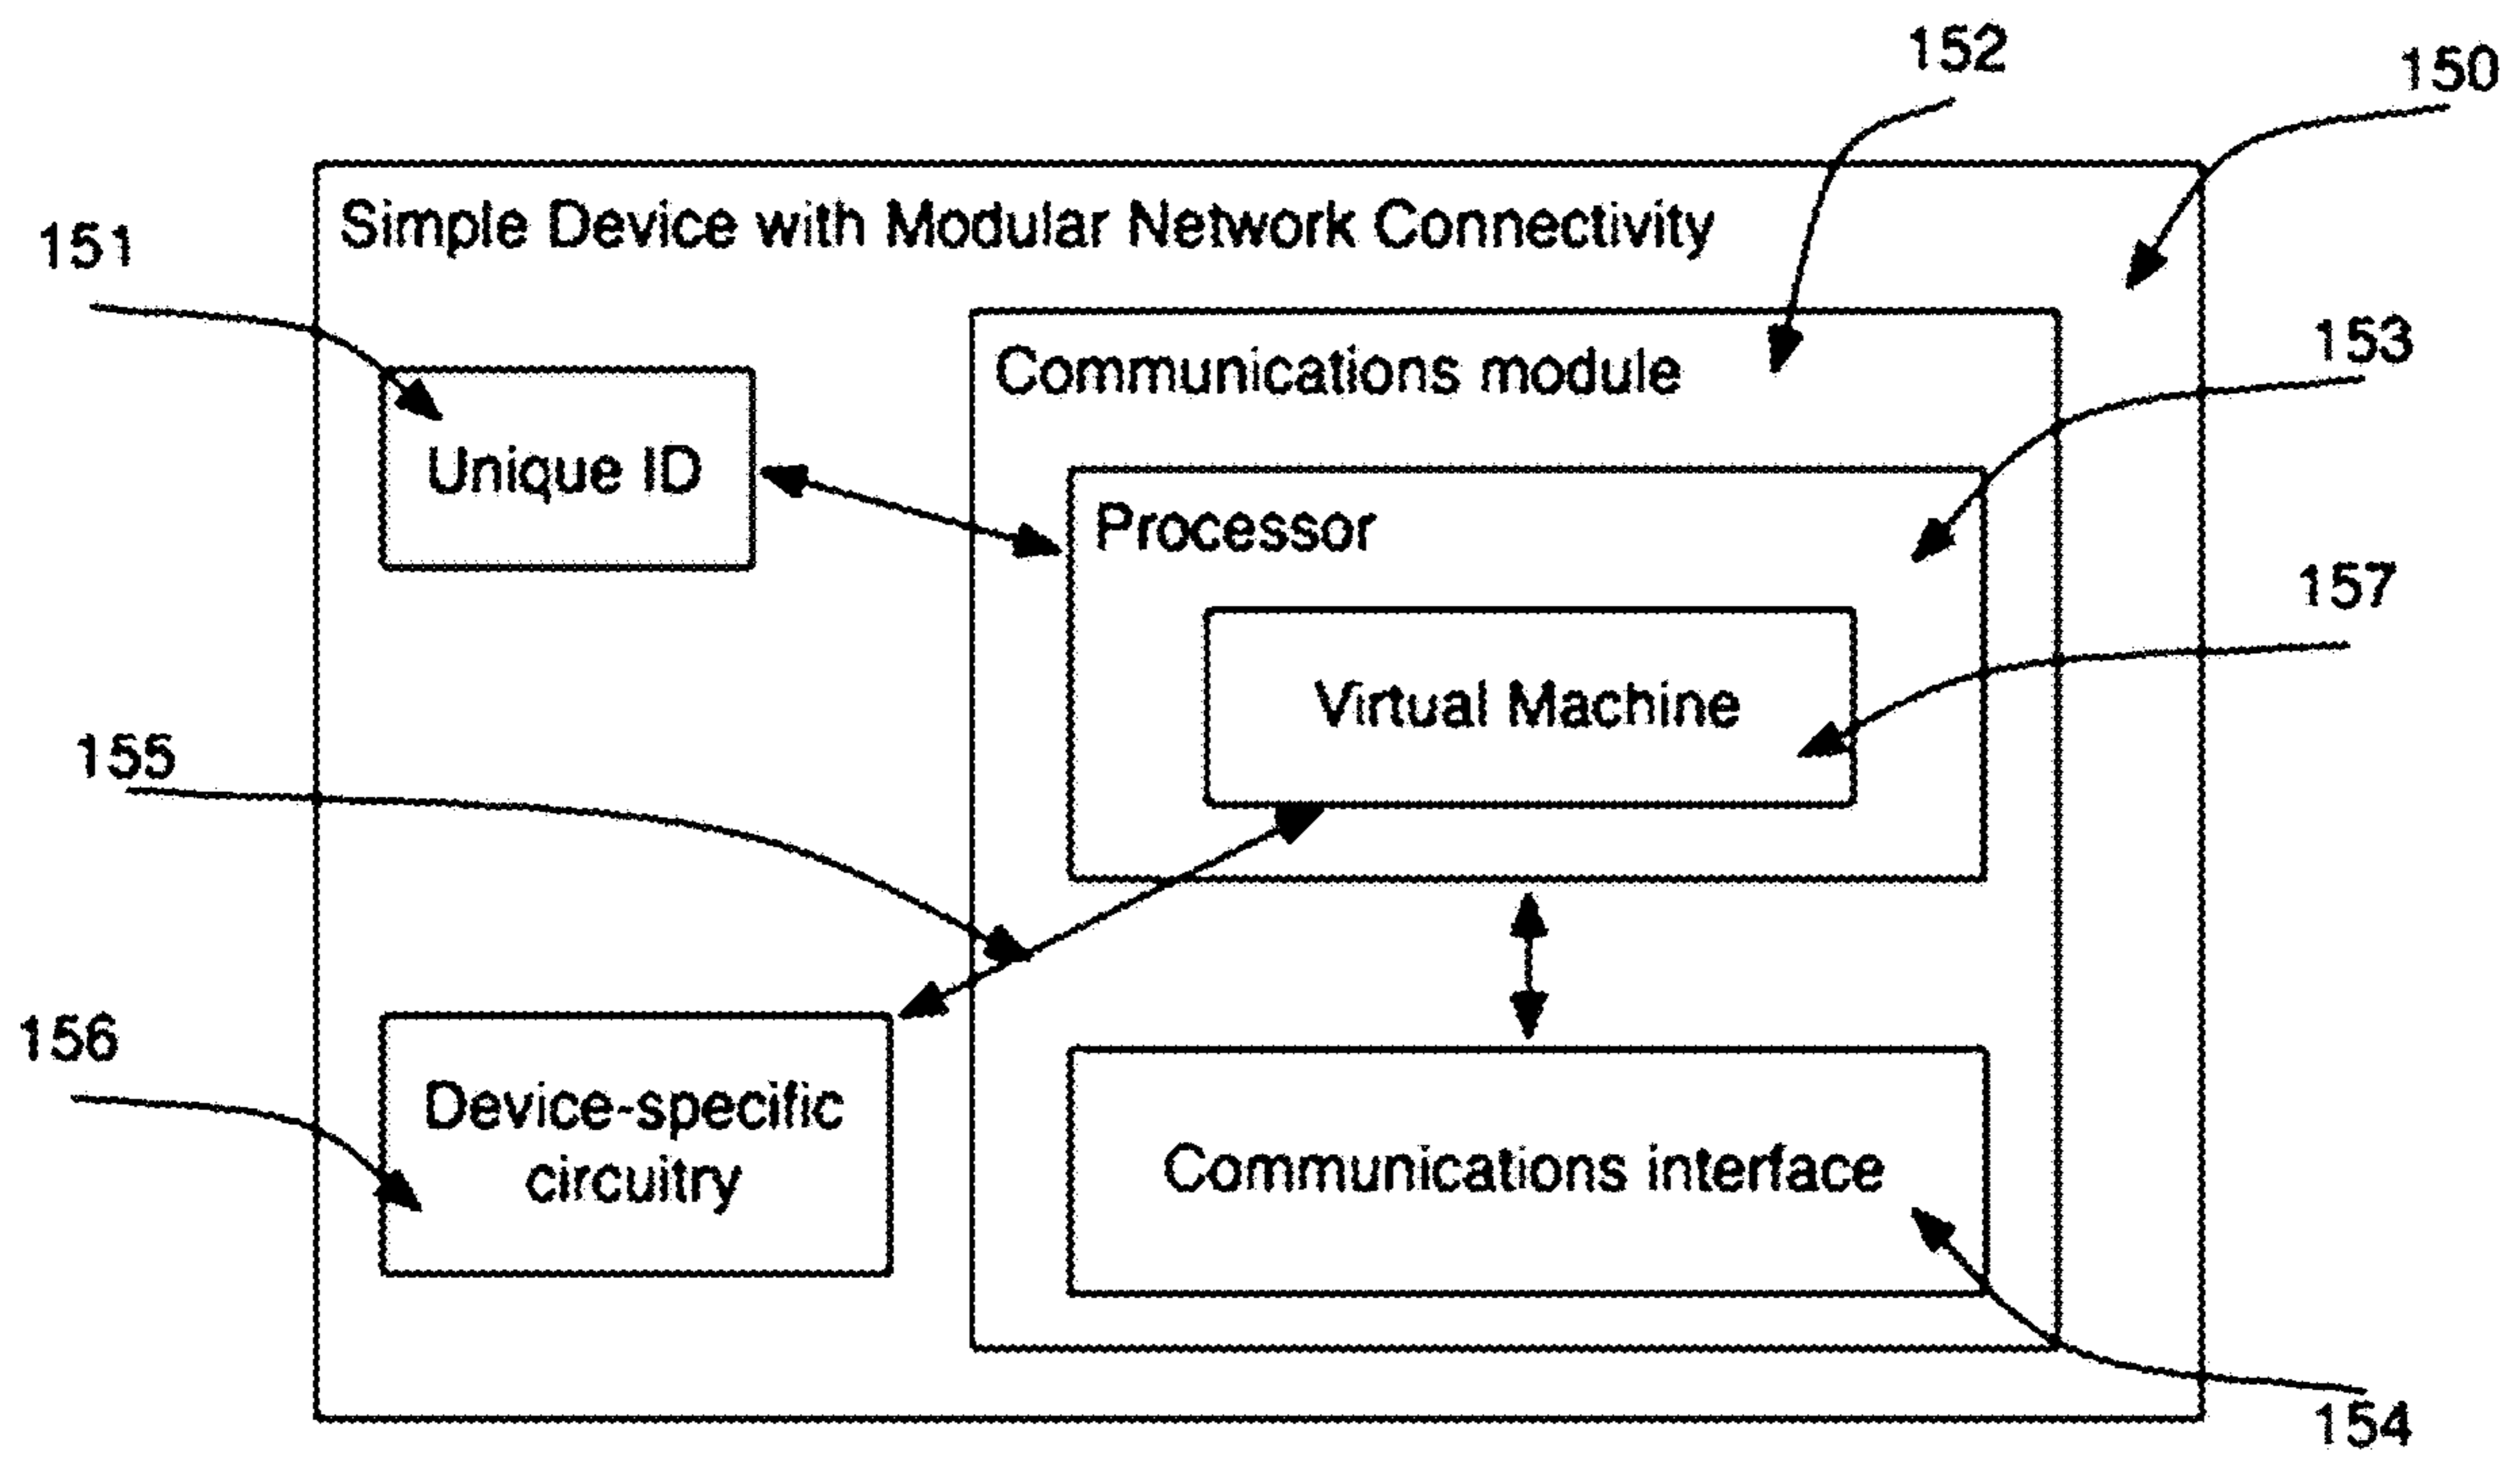 152
150
Simple Device with Modular Network Connectivity
151
153
Communications module
Unique ID
Processor
157
Virtual Machine
155
156
Device-specific
circuitry
Communications interface
154